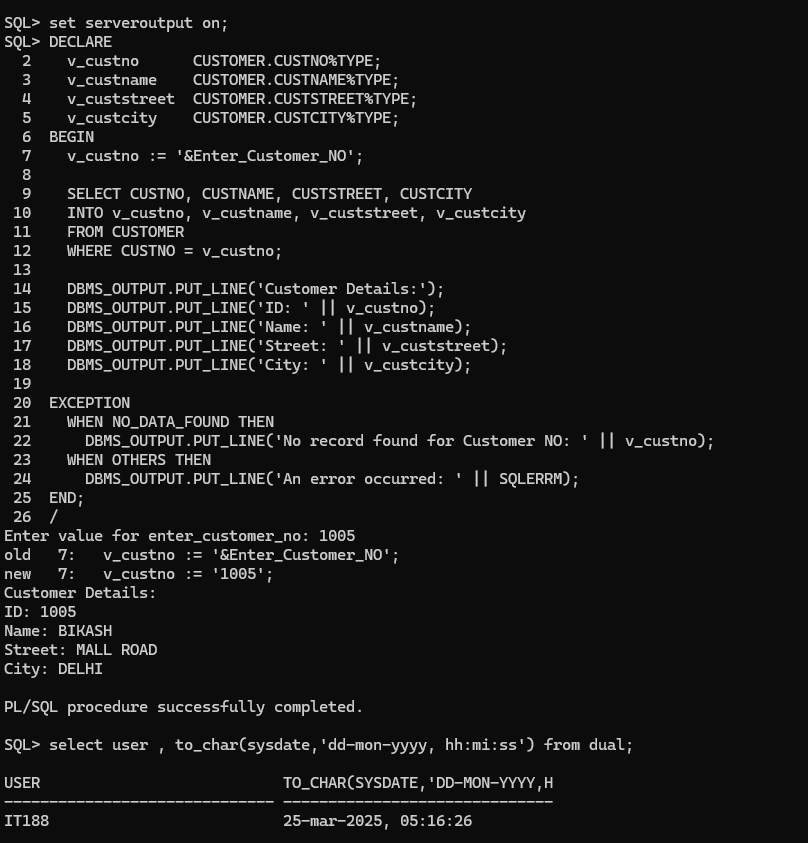 SQL> set serveroutput on;
SQL> DECLARE
  2    v_custno      CUSTOMER.CUSTNO%TYPE;
  3    v_custname    CUSTOMER.CUSTNAME%TYPE;
  4    v_custstreet  CUSTOMER.CUSTSTREET%TYPE;
  5    v_custcity    CUSTOMER.CUSTCITY%TYPE;
  6  BEGIN
  7    v_custno := '&Enter_Customer_NO';
  8
  9    SELECT CUSTNO, CUSTNAME, CUSTSTREET, CUSTCITY
 10    INTO v_custno, v_custname, v_custstreet, v_custcity
 11    FROM CUSTOMER
 12    WHERE CUSTNO = v_custno;
 13
 14    DBMS_OUTPUT.PUT_LINE('Customer Details:');
 15    DBMS_OUTPUT.PUT_LINE('ID: ' || v_custno);
 16    DBMS_OUTPUT.PUT_LINE('Name: ' || v_custname);
 17    DBMS_OUTPUT.PUT_LINE('Street: ' || v_custstreet);
 18    DBMS_OUTPUT.PUT_LINE('City: ' || v_custcity);
 19
 20  EXCEPTION
 21    WHEN NO_DATA_FOUND THEN
 22      DBMS_OUTPUT.PUT_LINE('No record found for Customer NO: ' || v_custno);
 23    WHEN OTHERS THEN
 24      DBMS_OUTPUT.PUT_LINE('An error occurred: ' || SQLERRM);
 25  END;
 26  /
Enter value for enter_customer_no: 1005
old   7:   v_custno := '&Enter_Customer_NO';
new   7:   v_custno := '1005';
Customer Details:
ID: 1005
Name: BIKASH
Street: MALL ROAD
City: DELHI
PL/SQL procedure successfully completed.
SQL> select user , to_char(sysdate,'dd-mon-yyyy, hh:mi:ss') from dual;
USER                           TO_CHAR(SYSDATE,'DD-MON-YYYY,H
------------------------------ ------------------------------
IT188                          25-mar-2025, 05:16:26